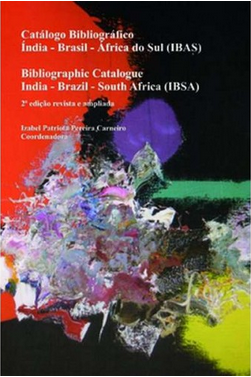 Catálogo Bibliográfico
Índia - Brasil - África do Sul (IBAS)
Bibliographic Catalogue
India - Brazil - South Africa (IBSA)
2ª edição revista e ampliada
Izabel Patriota Pereira Carneiro
Coordenadora